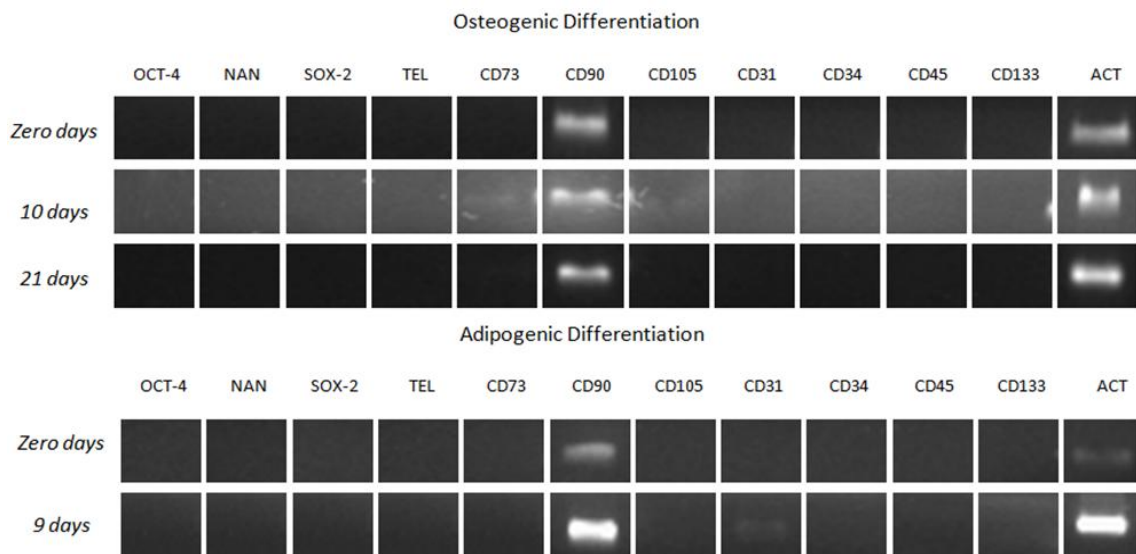 Osteogenic Differentiation
OCT-4 NAN SOX-2 TEL CD73 CD90 CD105 CD31 CD34 CD45 CD133 ACT
Zero days
10 days
21 days
Adipogenic Differentiation
OCT-4 NAN SOX-2 TEL CD73 CD90 CD105 CD31 CD34 CD45 CD133 ACT
Zero days
9 days